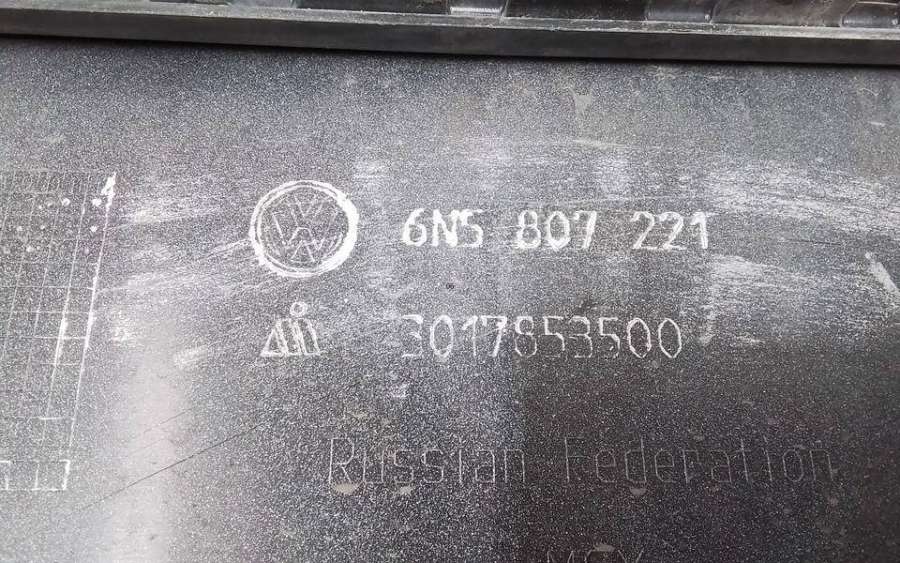 6N5 807 221
3017853500
Russian Federation